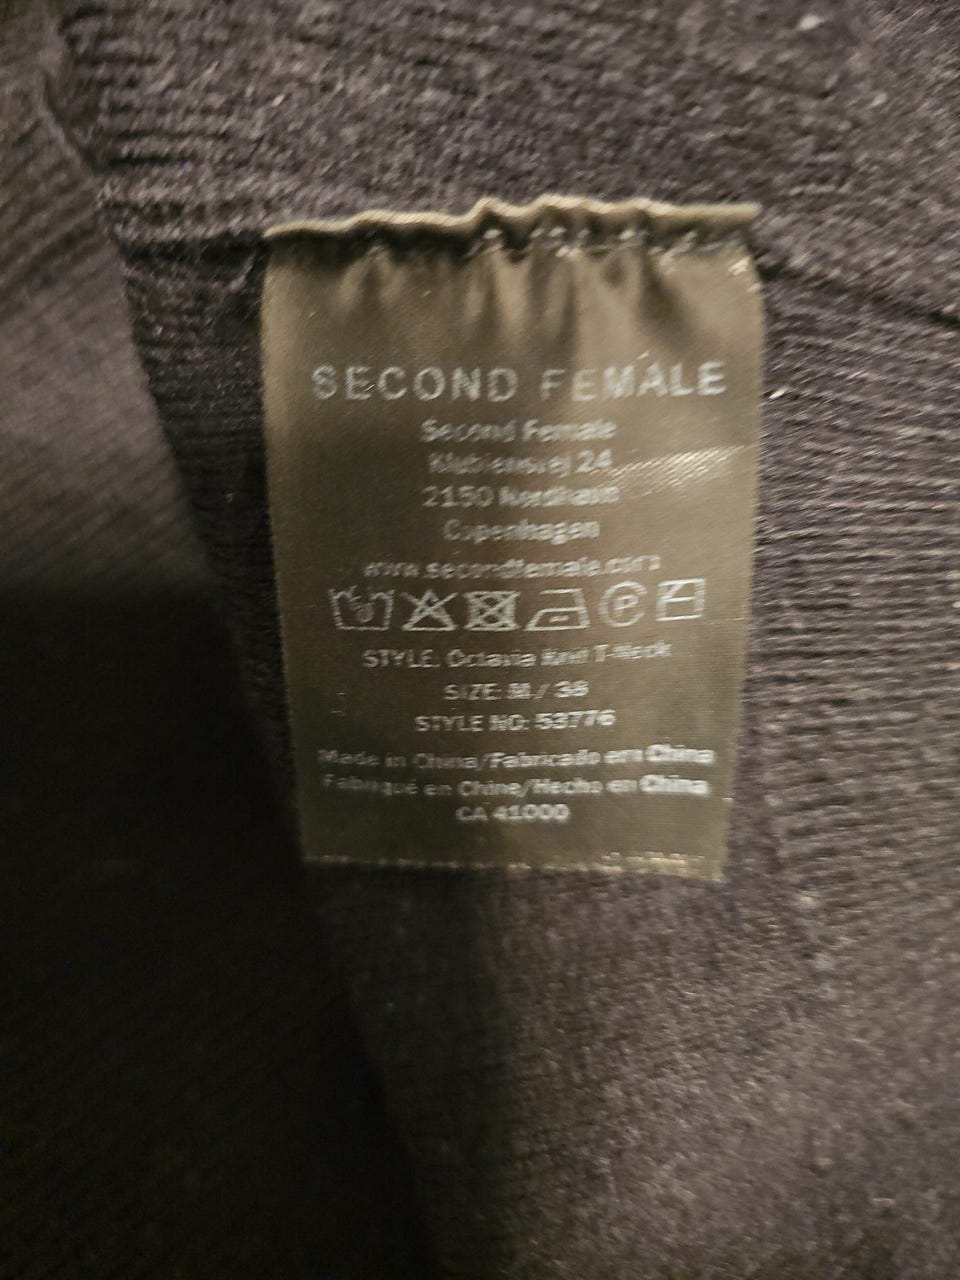 SECOND FEMALE
Second Female
Klubiensvej 24
2150 Nordhavn
Copenhagen
www.secondfemale.com
P
STYLE: Octavia Knit T-Neck
SIZE: M / 38
STYLE NO: 53776
Made in China/Fabricado em China
Fabriqué en Chine/Hecho en China
CA 41000